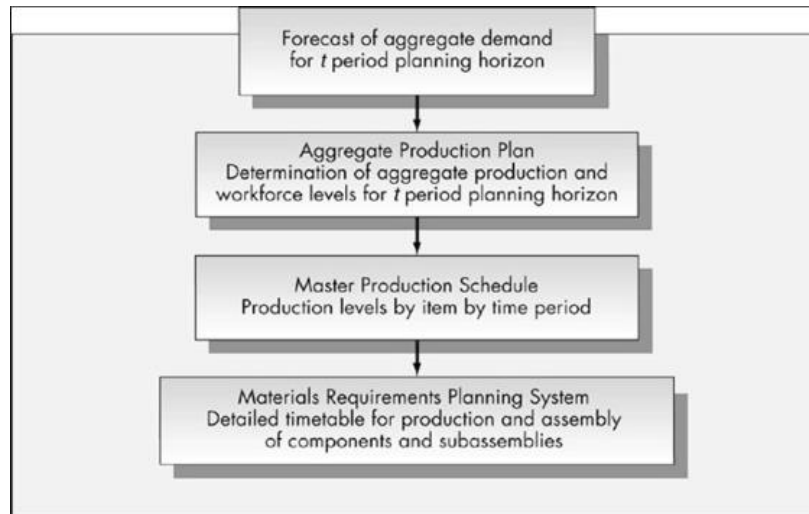 Forecast of aggregate demand
for t period planning horizon
Aggregate Production Plan
Determination of aggregate production and
workforce levels for t period planning horizon
Master Production Schedule
Production levels by item by time period
Materials Requirements Planning System
Detailed timetable for production and assembly
of components and subassemblies